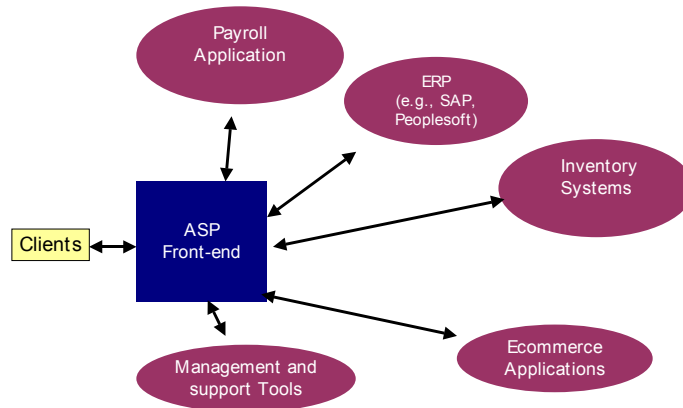 Payroll
Application
ERP
(e.g., SAP,
Peoplesoft)
Inventory
Systems
ASP
Front-end
Clients
Ecommerce
Applications
Management and
support Tools